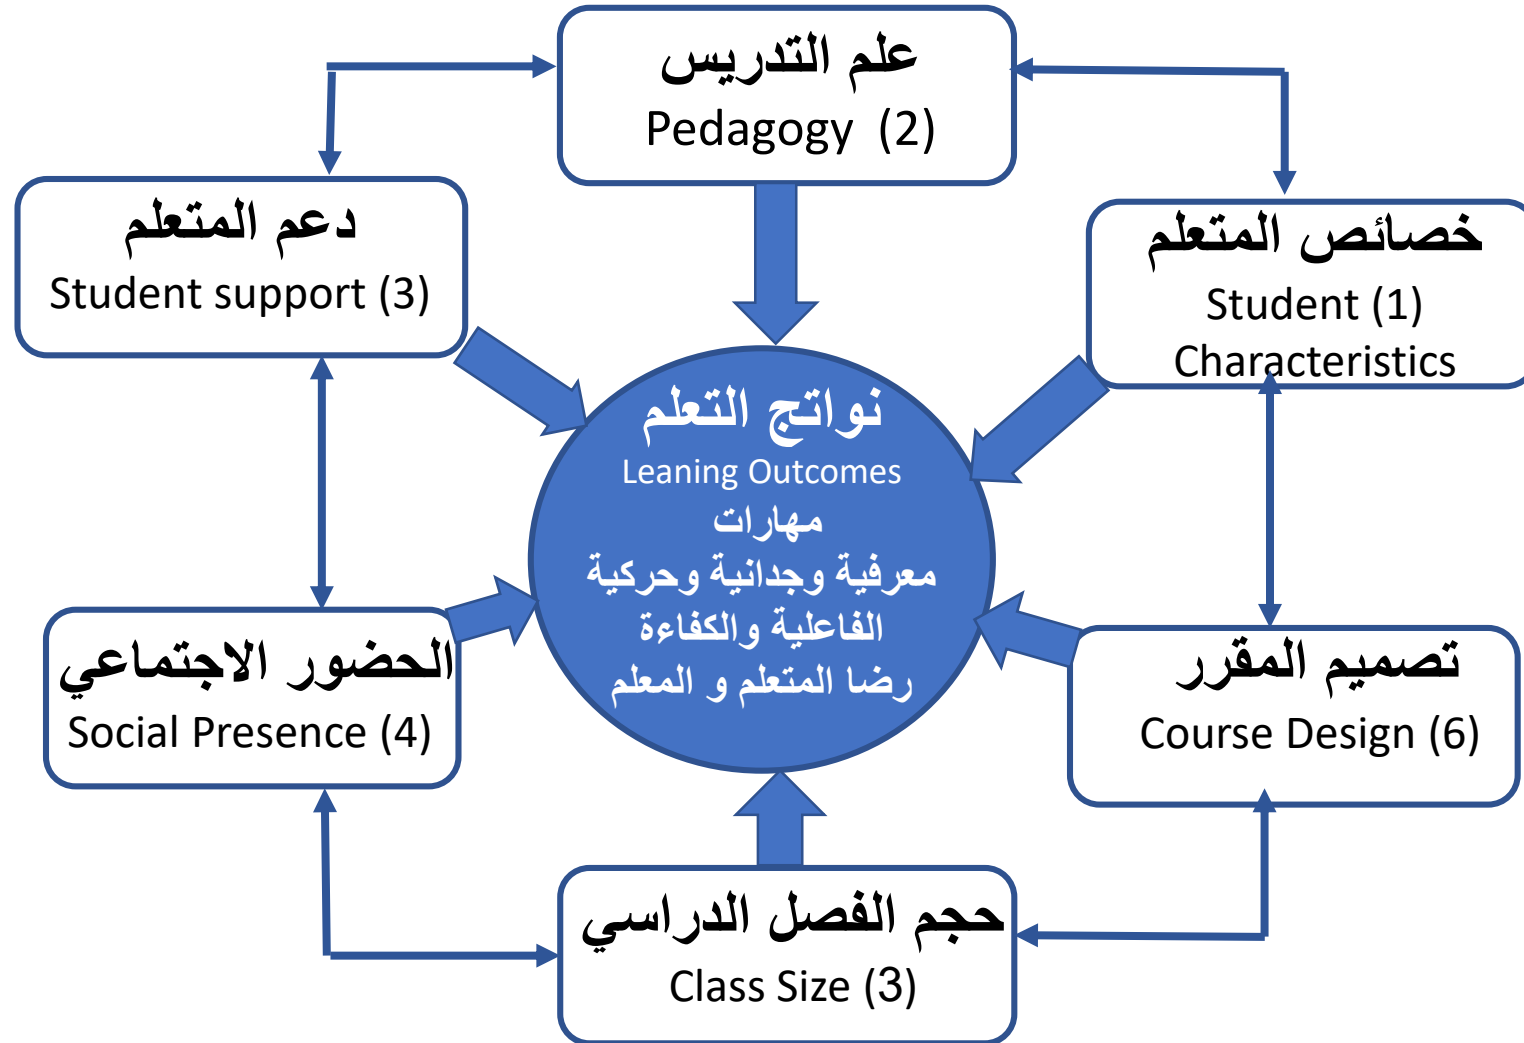 علم التدريس
Pedagogy (2)
دعم المتعلم
Student support (3)
خصائص المتعلم
Student (1)
Characteristics
نواتج التعلم
Leaning Outcomes
مهارات
معرفية وجدانية وحركية
الفاعلية والكفاءة
رضا المتعلم و المعلم
الحضور الاجتماعي
Social Presence (4)
تصميم المقرر
Course Design (6)
حجم الفصل الدراسي
Class Size (3)